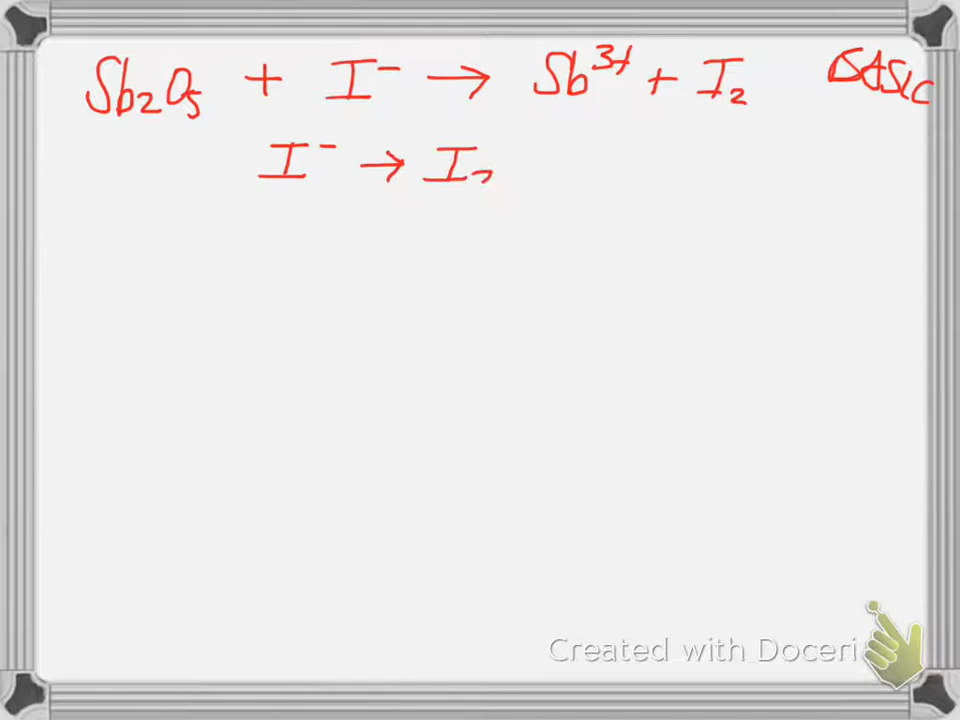 Sb₂O₅ + I⁻ → Sb³⁺ + I₂ BASIC
I⁻ → I₂
Created with Doceri